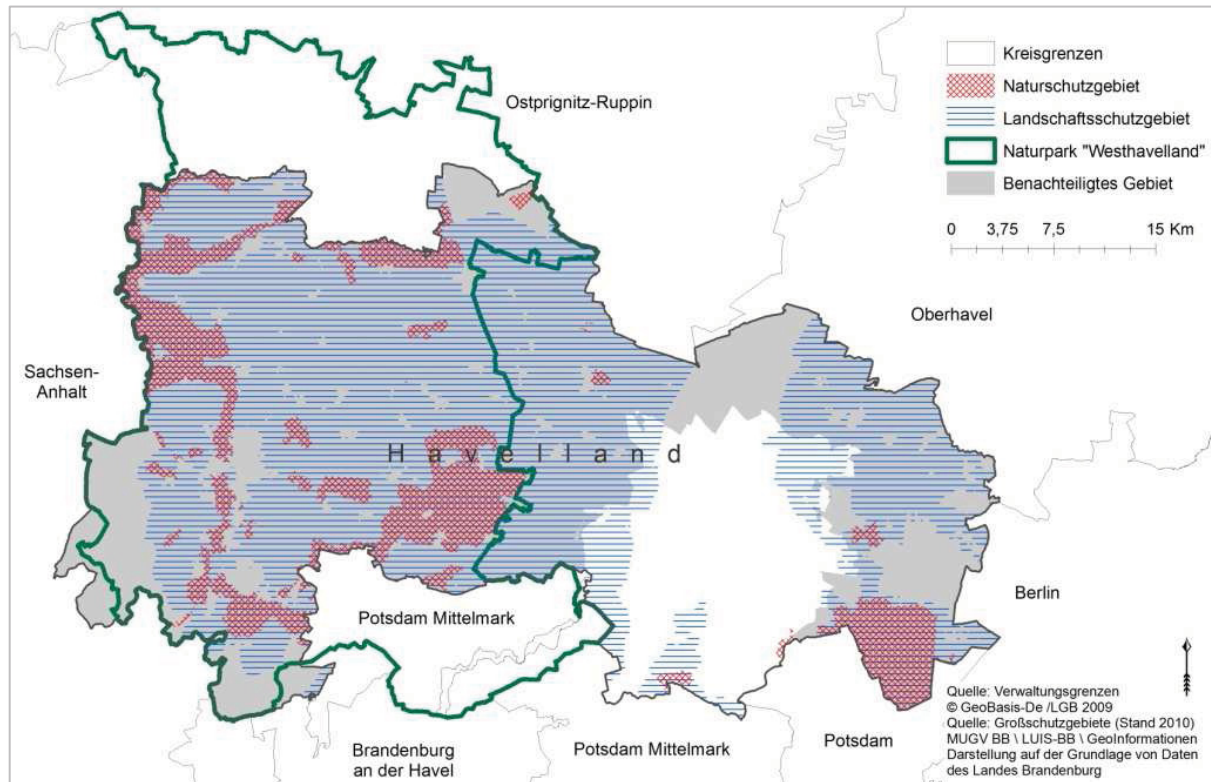 Kreisgrenzen
Naturschutzgebiet
Landschaftsschutzgebiet
Naturpark "Westhavelland"
Benachteiligtes Gebiet
0 3,75 7,5 15 Km
Ostprignitz-Ruppin
Oberhavel
Sachsen-
Anhalt
Havelland
Potsdam Mittelmark
Berlin
Brandenburg
an der Havel
Potsdam Mittelmark
Potsdam
Quelle: Verwaltungsgrenzen
© GeoBasis-De /LGB 2009
Quelle: Großschutzgebiete (Stand 2010)
MUGV BB \ LUIS-BB \ GeoInformationen
Darstellung auf der Grundlage von Daten
des Landes Brandenburg